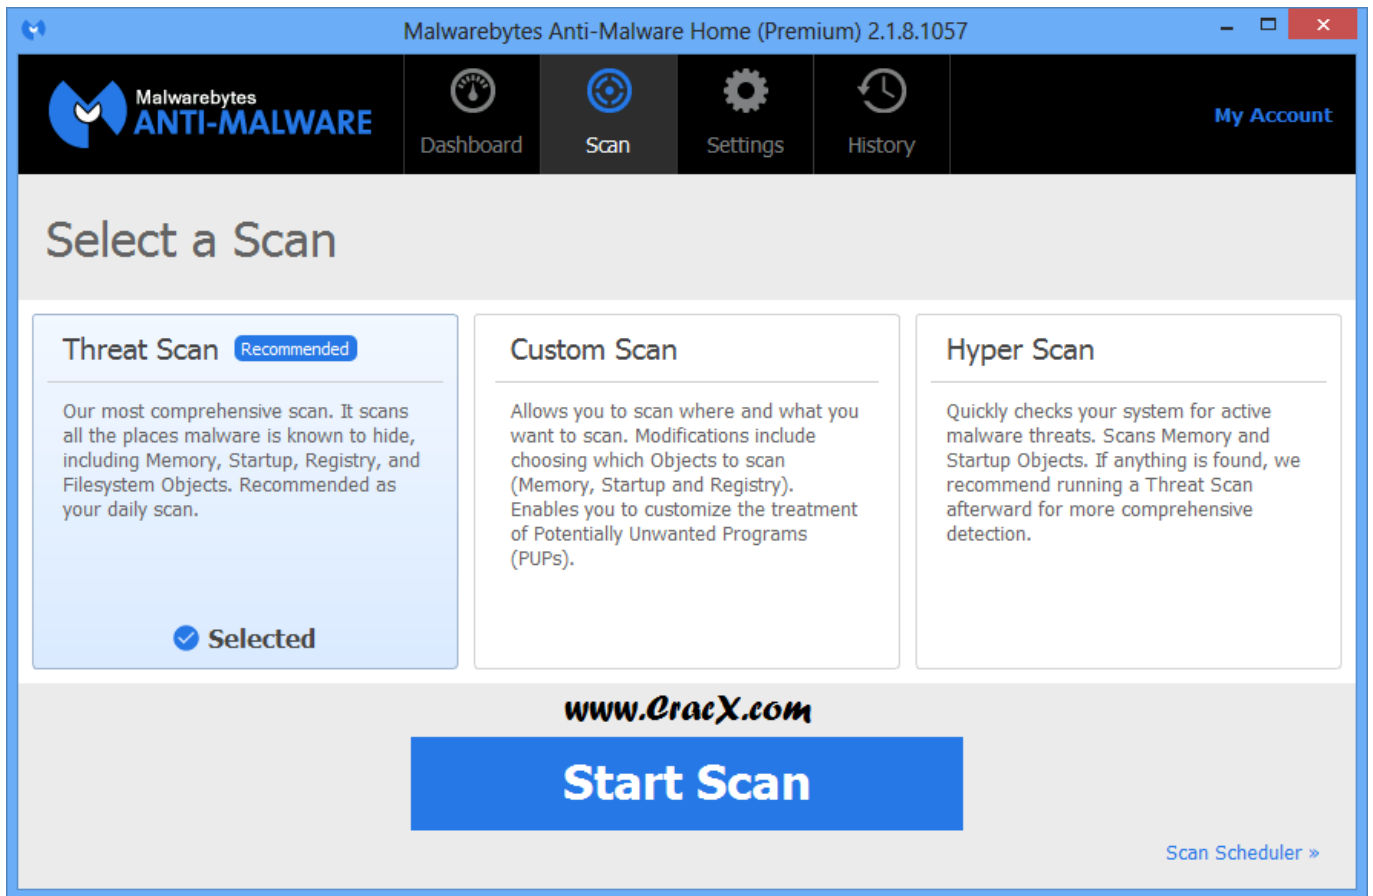 Malwarebytes Anti-Malware Home (Premium) 2.1.8.1057
Malwarebytes
ANTI-MALWARE
Dashboard
Scan
Settings
History
My Account
Select a Scan
Threat Scan Recommended
Our most comprehensive scan. It scans
all the places malware is known to hide,
including Memory, Startup, Registry, and
Filesystem Objects. Recommended as
your daily scan.
Selected
Custom Scan
Allows you to scan where and what you
want to scan. Modifications include
choosing which Objects to scan
(Memory, Startup and Registry).
Enables you to customize the treatment
of Potentially Unwanted Programs
(PUPs).
Hyper Scan
Quickly checks your system for active
malware threats. Scans Memory and
Startup Objects. If anything is found, we
recommend running a Threat Scan
afterward for more comprehensive
detection.
www.CracX.com
Start Scan
Scan Scheduler »